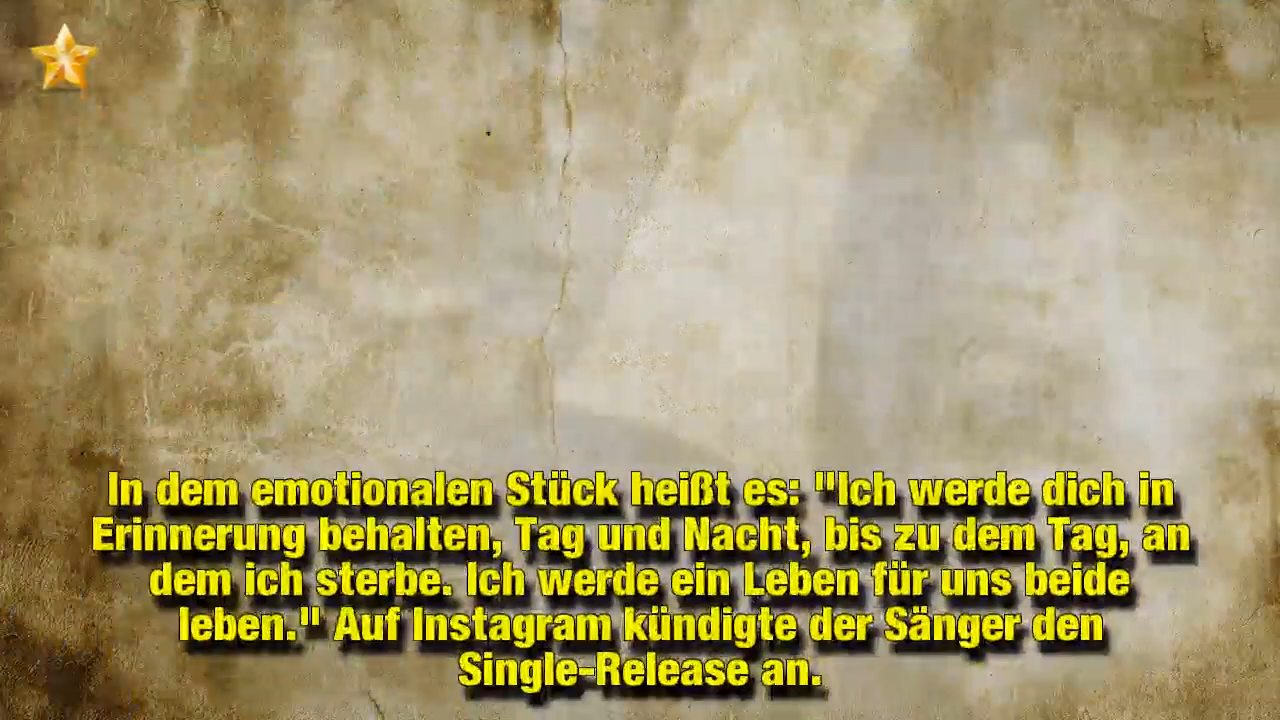 In dem emotionalen Stück heißt es: "Ich werde dich in
Erinnerung behalten, Tag und Nacht, bis zu dem Tag, an
dem ich sterbe. Ich werde ein Leben für uns beide
leben." Auf Instagram kündigte der Sänger den
Single-Release an.